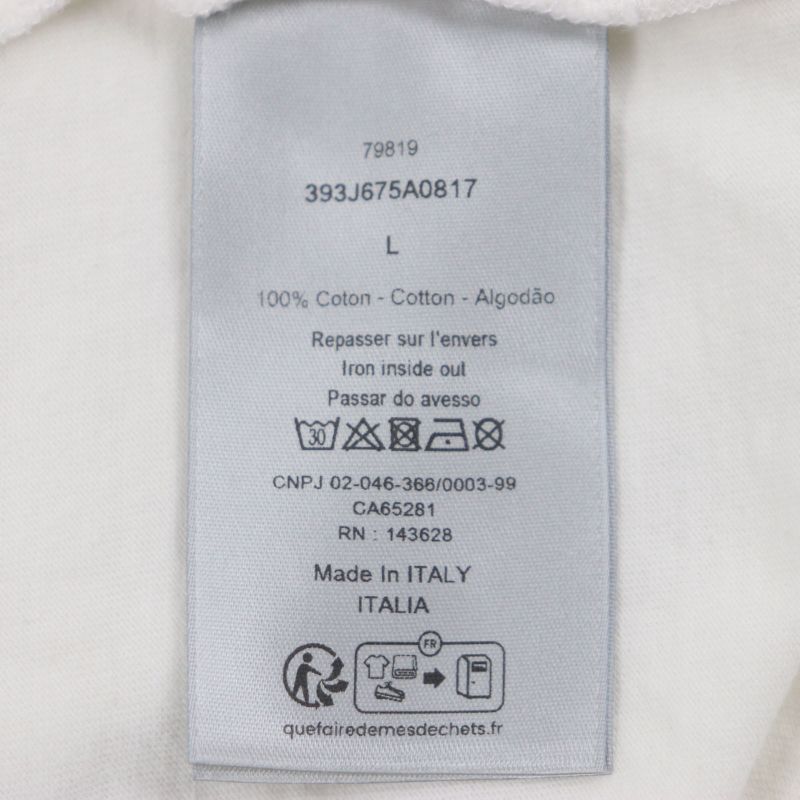 79819
393J675A0817
L
100% Coton - Cotton - Algodão
Repasser sur l'envers
Iron inside out
Passar do avesso
30
CNPJ 02-046-366/0003-99
CA65281
RN : 143628
Made In ITALY
ITALIA
FR
quefairedemesdechets.fr